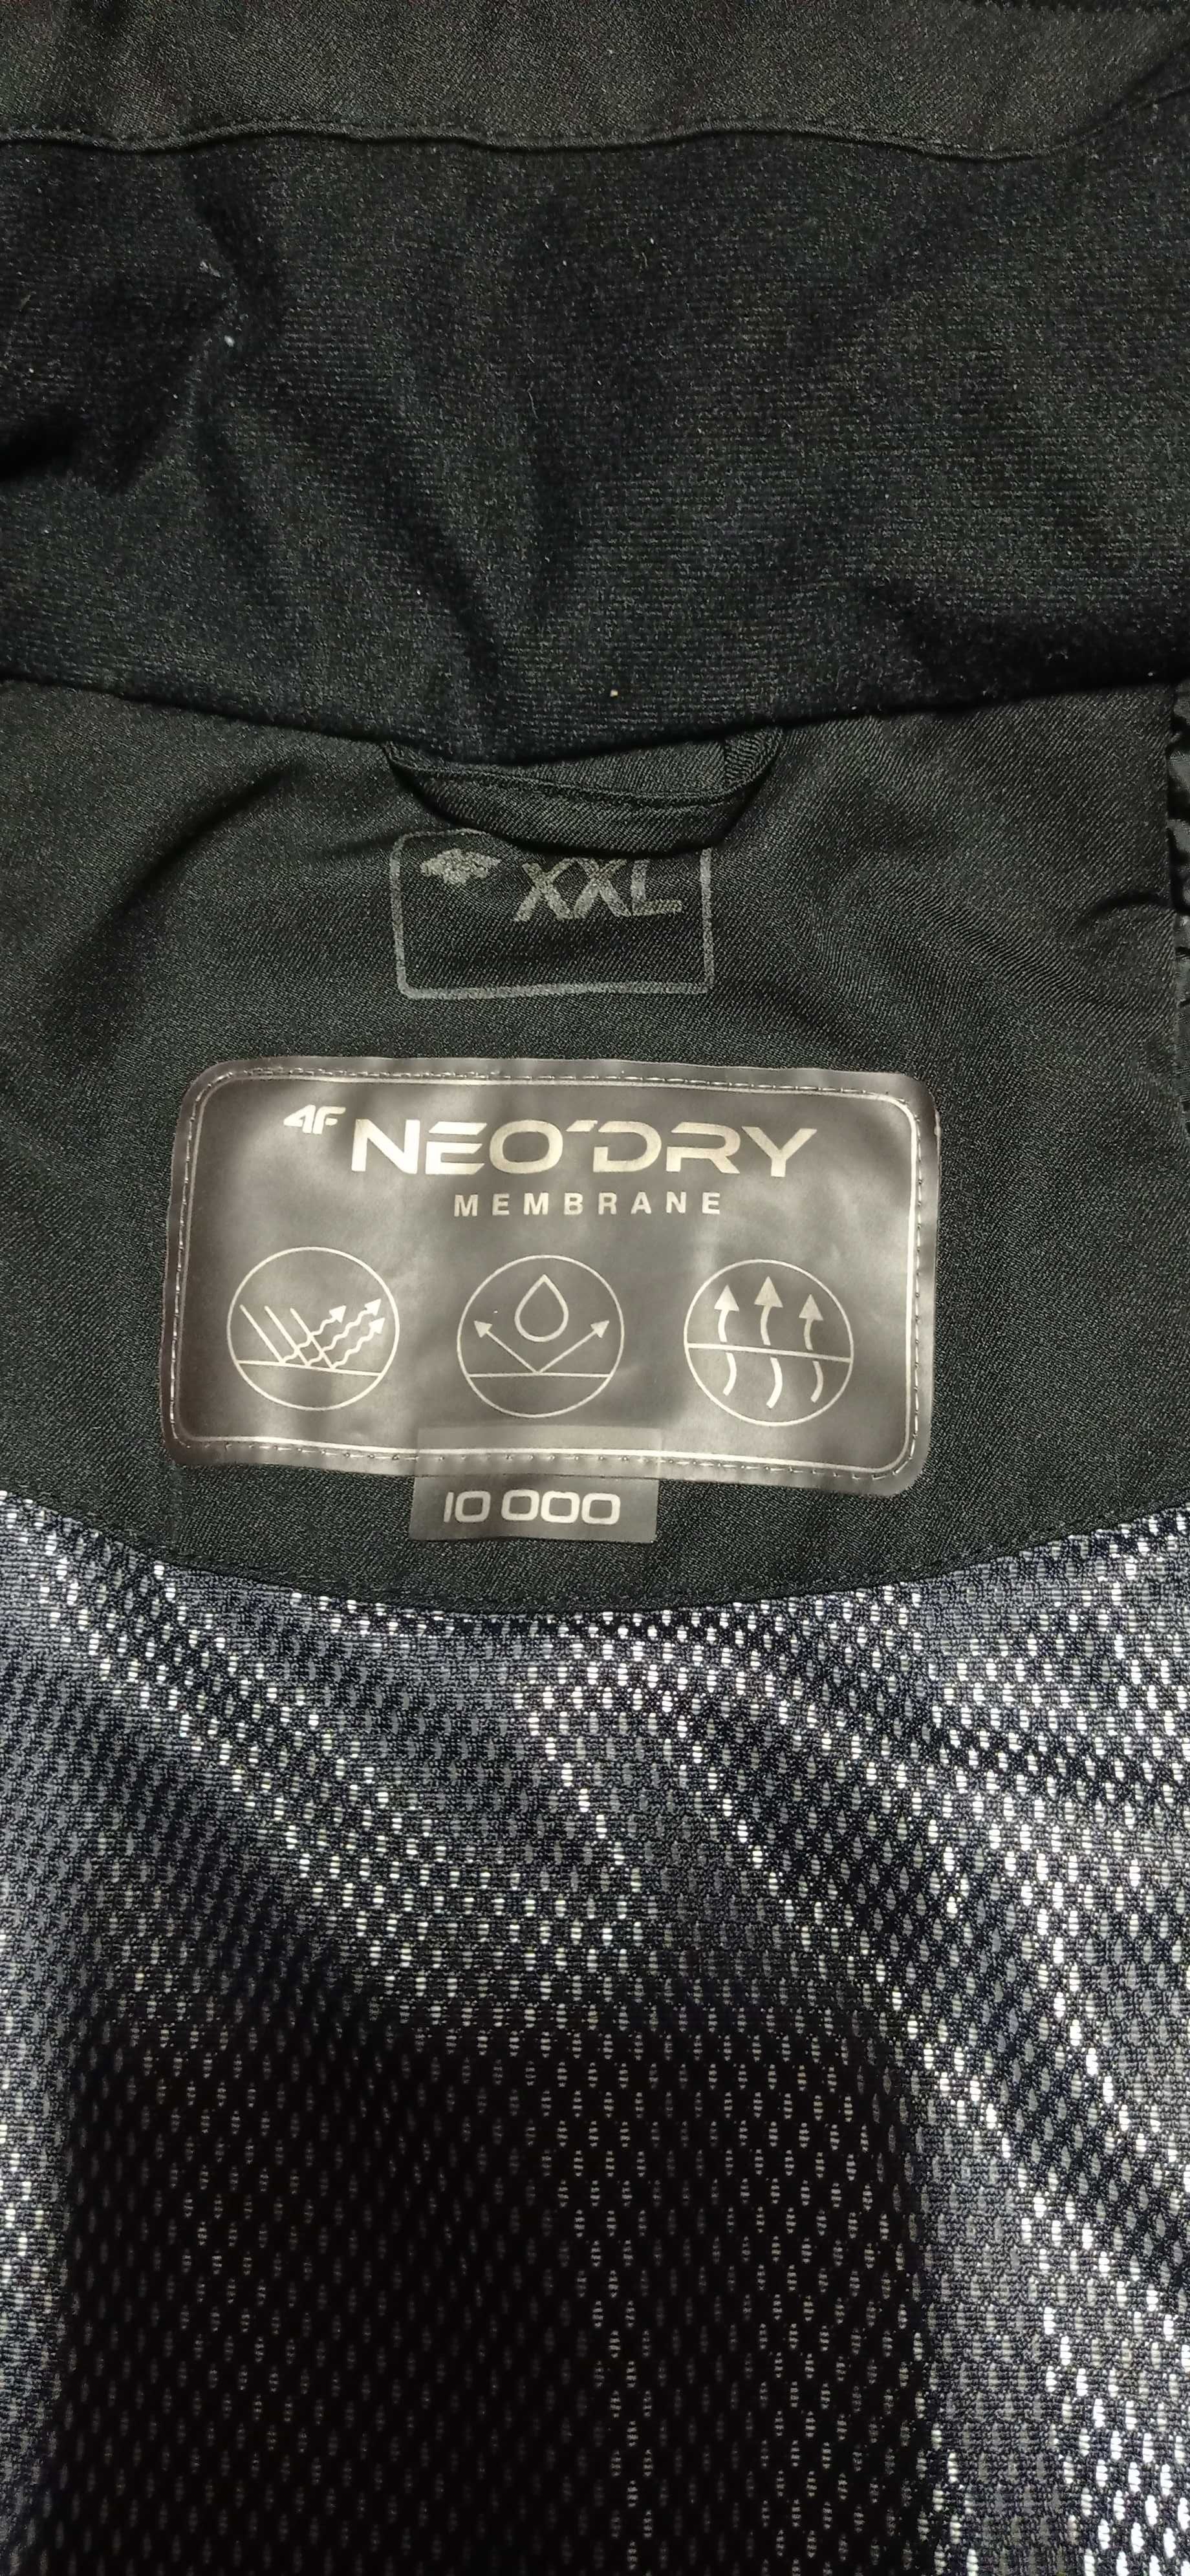 XXL
4F NEO DRY
MEMBRANE
10 000